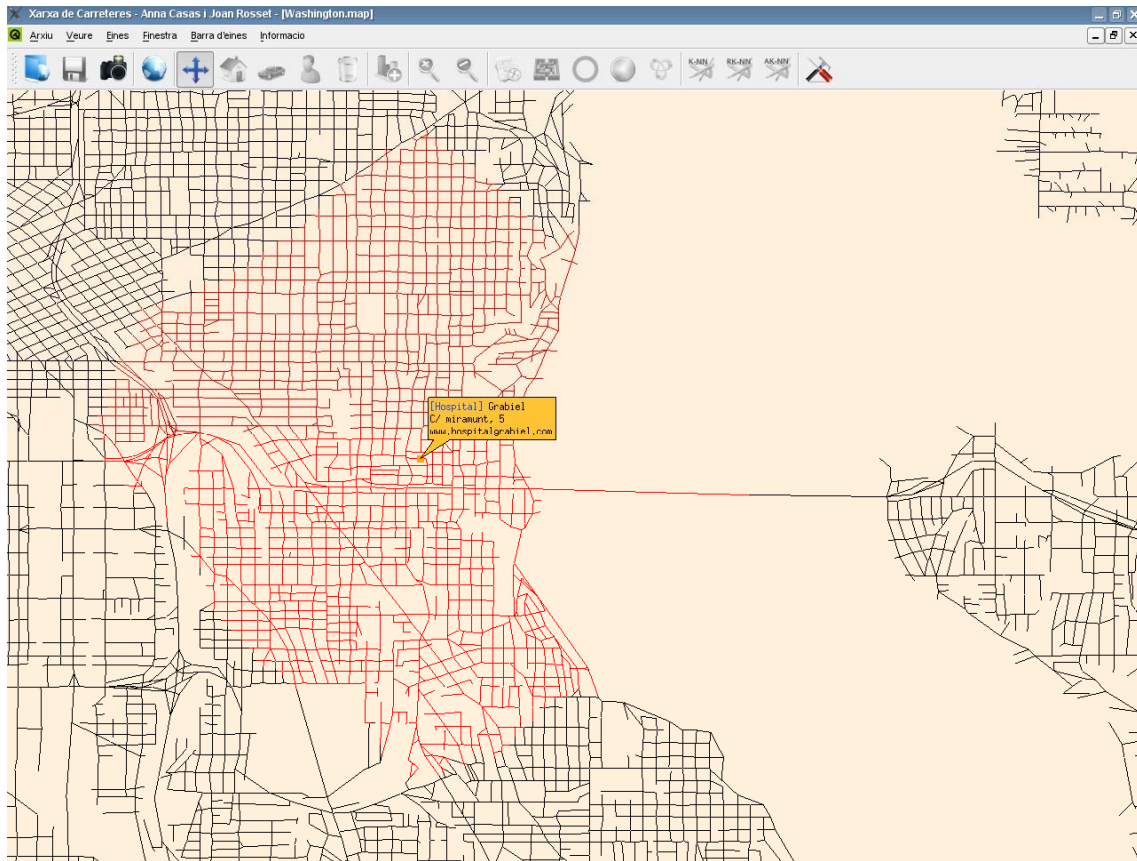 Xarxa de Carreteres - Anna Casas i Joan Rosset - [Washington.map]
Arxiu Veure Eines Finestra Barra d'eines Informacio
K-NN RK-NN AK-NN
[Hospital] Grabiel
C/ miramunt, 5
www.hospitalgrabiel.com